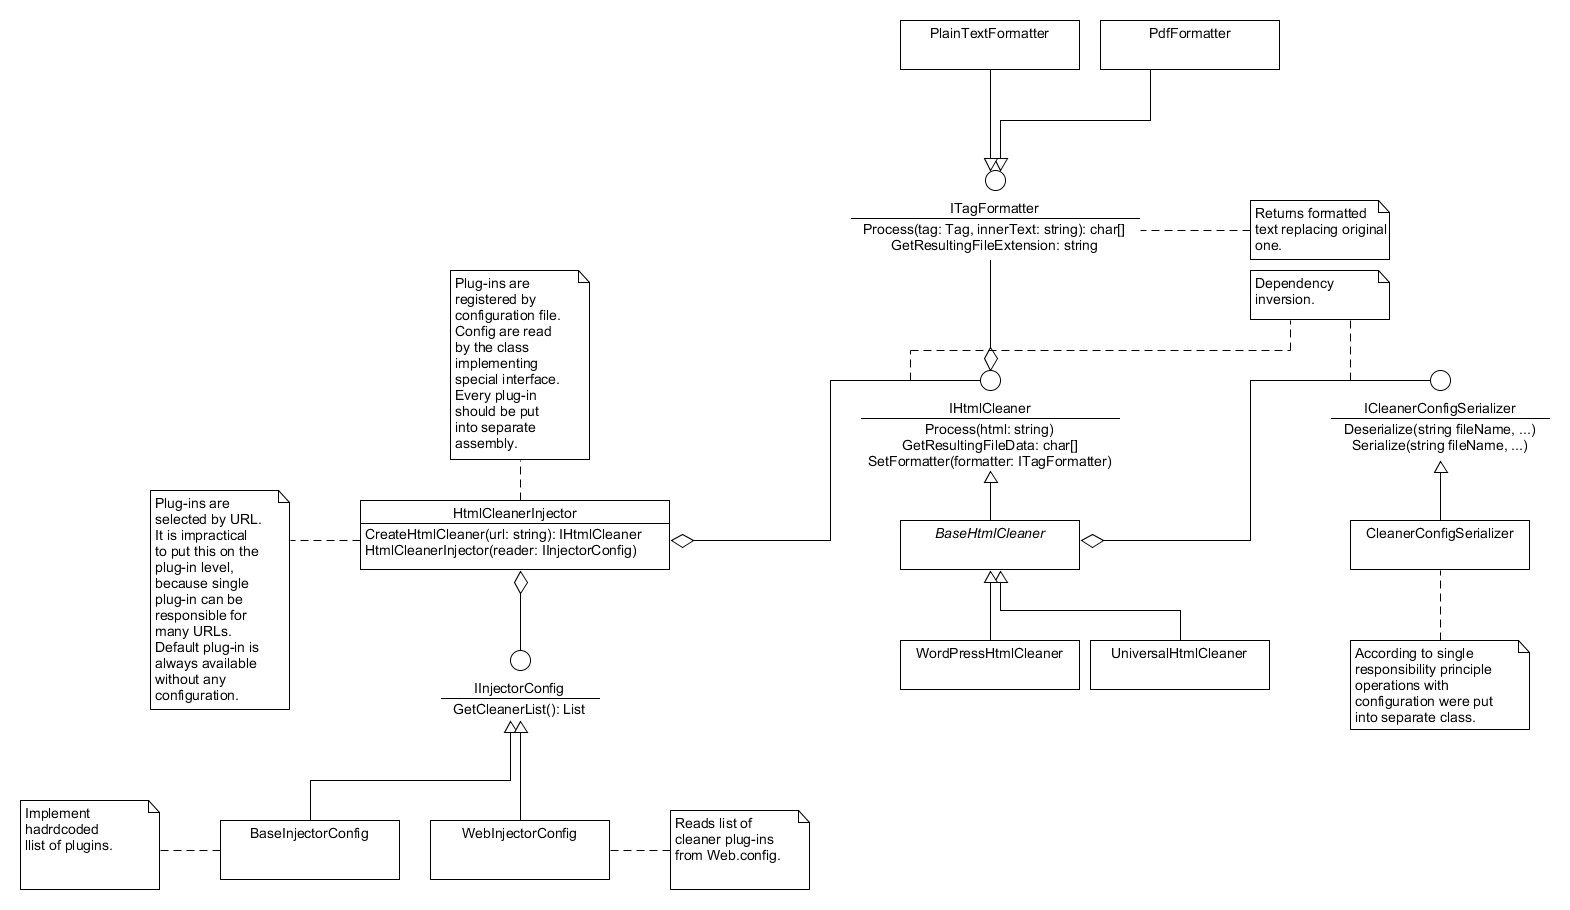 PlainTextFormatter
PdfFormatter
ITagFormatter
Process(tag: Tag, innerText: string): char[]
GetResultingFileExtension: string
Returns formatted
text replacing original
one.
Dependency
inversion.
Plug-ins are
registered by
configuration file.
Config are read
by the class
implementing
special interface.
Every plug-in
should be put
into separate
assembly.
IHtmlCleaner
Process(html: string)
GetResultingFileData: char[]
SetFormatter(formatter: ITagFormatter)
ICleanerConfigSerializer
Deserialize(string fileName, ...)
Serialize(string fileName, ...)
Plug-ins are
selected by URL.
It is impractical
to put this on the
plug-in level,
because single
plug-in can be
responsible for
many URLs.
Default plug-in is
always available
without any
configuration.
HtmlCleanerInjector
CreateHtmlCleaner(url: string): IHtmlCleaner
HtmlCleanerInjector(reader: IInjectorConfig)
BaseHtmlCleaner
CleanerConfigSerializer
WordPressHtmlCleaner
UniversalHtmlCleaner
According to single
responsibility principle
operations with
configuration were put
into separate class.
IInjectorConfig
GetCleanerList(): List
Implement
hadrdcoded
llist of plugins.
BaseInjectorConfig
WebInjectorConfig
Reads list of
cleaner plug-ins
from Web.config.